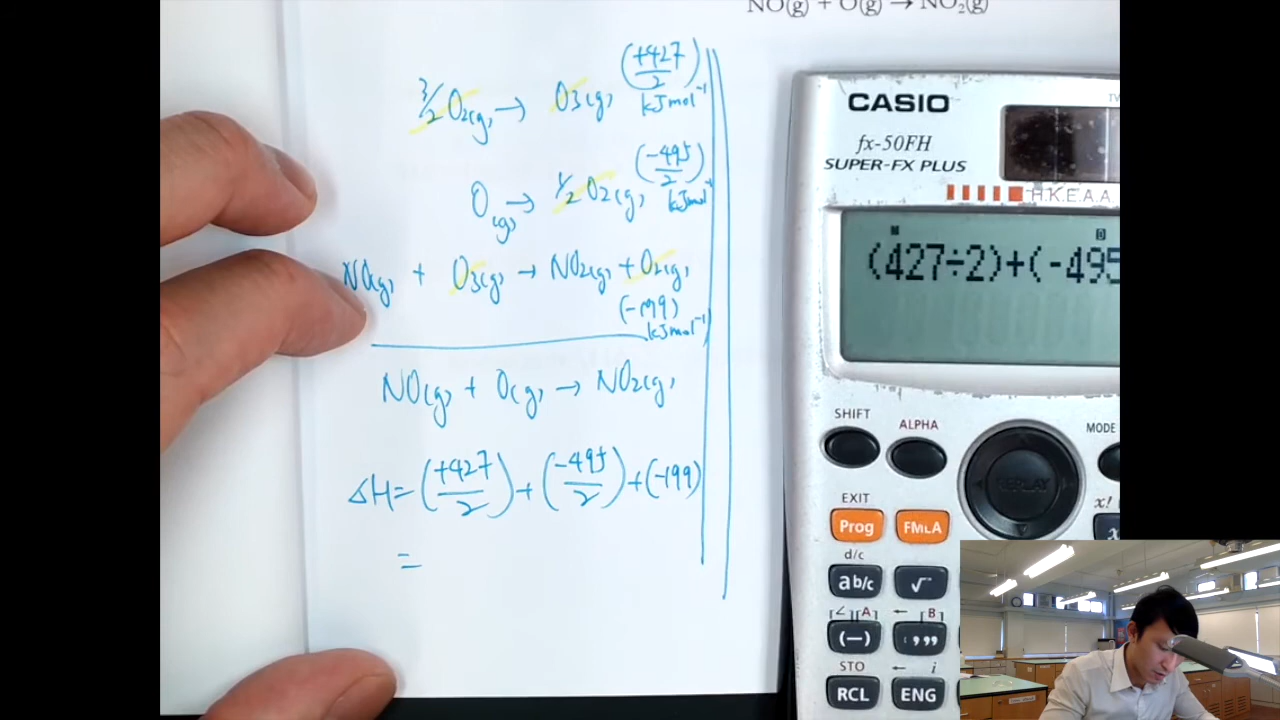 NO(g) + O(g) → NO₂(g)
3/2 O2(g) → O3(g) (+427/2) kJmol⁻¹
O(g) → 1/2 O2(g) (-495/2) kJmol⁻¹
NO(g) + O3(g) → NO2(g) + O2(g)
(-199) kJmol⁻¹
NO(g) + O(g) → NO2(g)
ΔH = (+427/2) + (-495/2) + (-199)
=
CASIO
fx-50FH
SUPER-FX PLUS
H.K.E.A.A
(427÷2)+(-495
SHIFT
ALPHA
MODE
REPLAY
EXIT
x!
Prog
FMLA
d/c
ab/c
√
[∠] [A]
← [B]
(−)
° , ,,
STO
← i
RCL
ENG